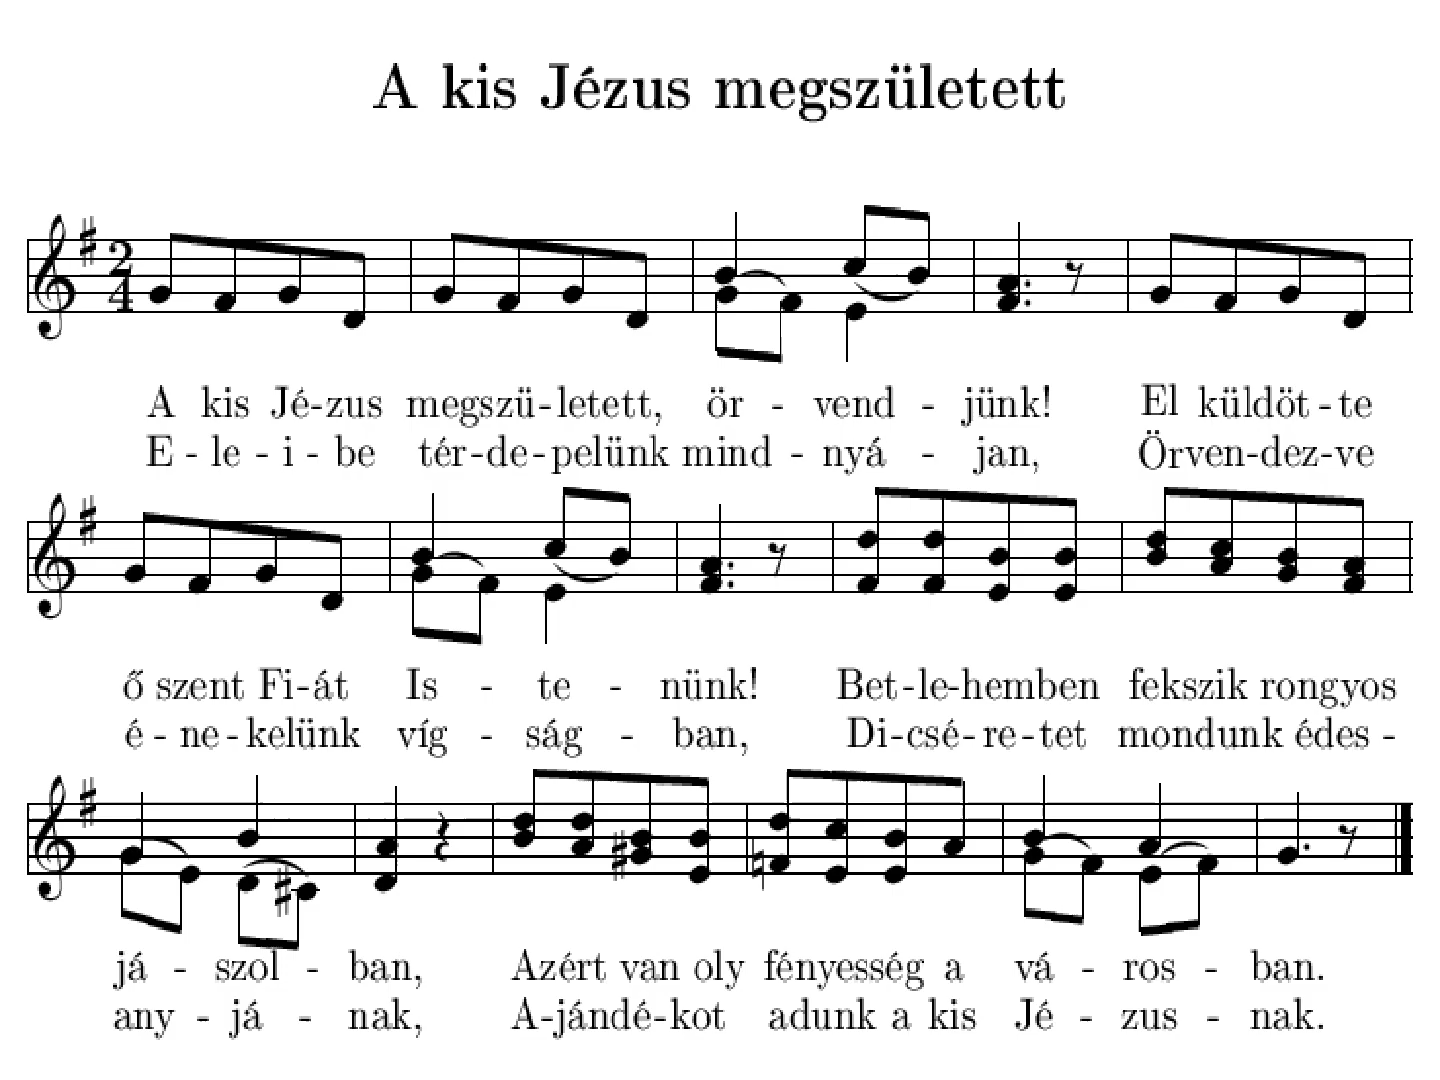 A kis Jézus megszületett
2
4
A kis Jé-zus megszü-letett, ör - vend - jünk! El küldöt-te
E - le - i - be tér-de-pelünk mind - nyá - jan, Örven-dez-ve
ő szent Fi-át Is - te - nünk! Bet-le-hemben fekszik rongyos
é - ne-kelünk víg - ság - ban, Di-csé-re-tet mondunk édes -
já - szol - ban, Azért van oly fényesség a vá - ros - ban.
any - já - nak, A-jándé-kot adunk a kis Jé - zus - nak.